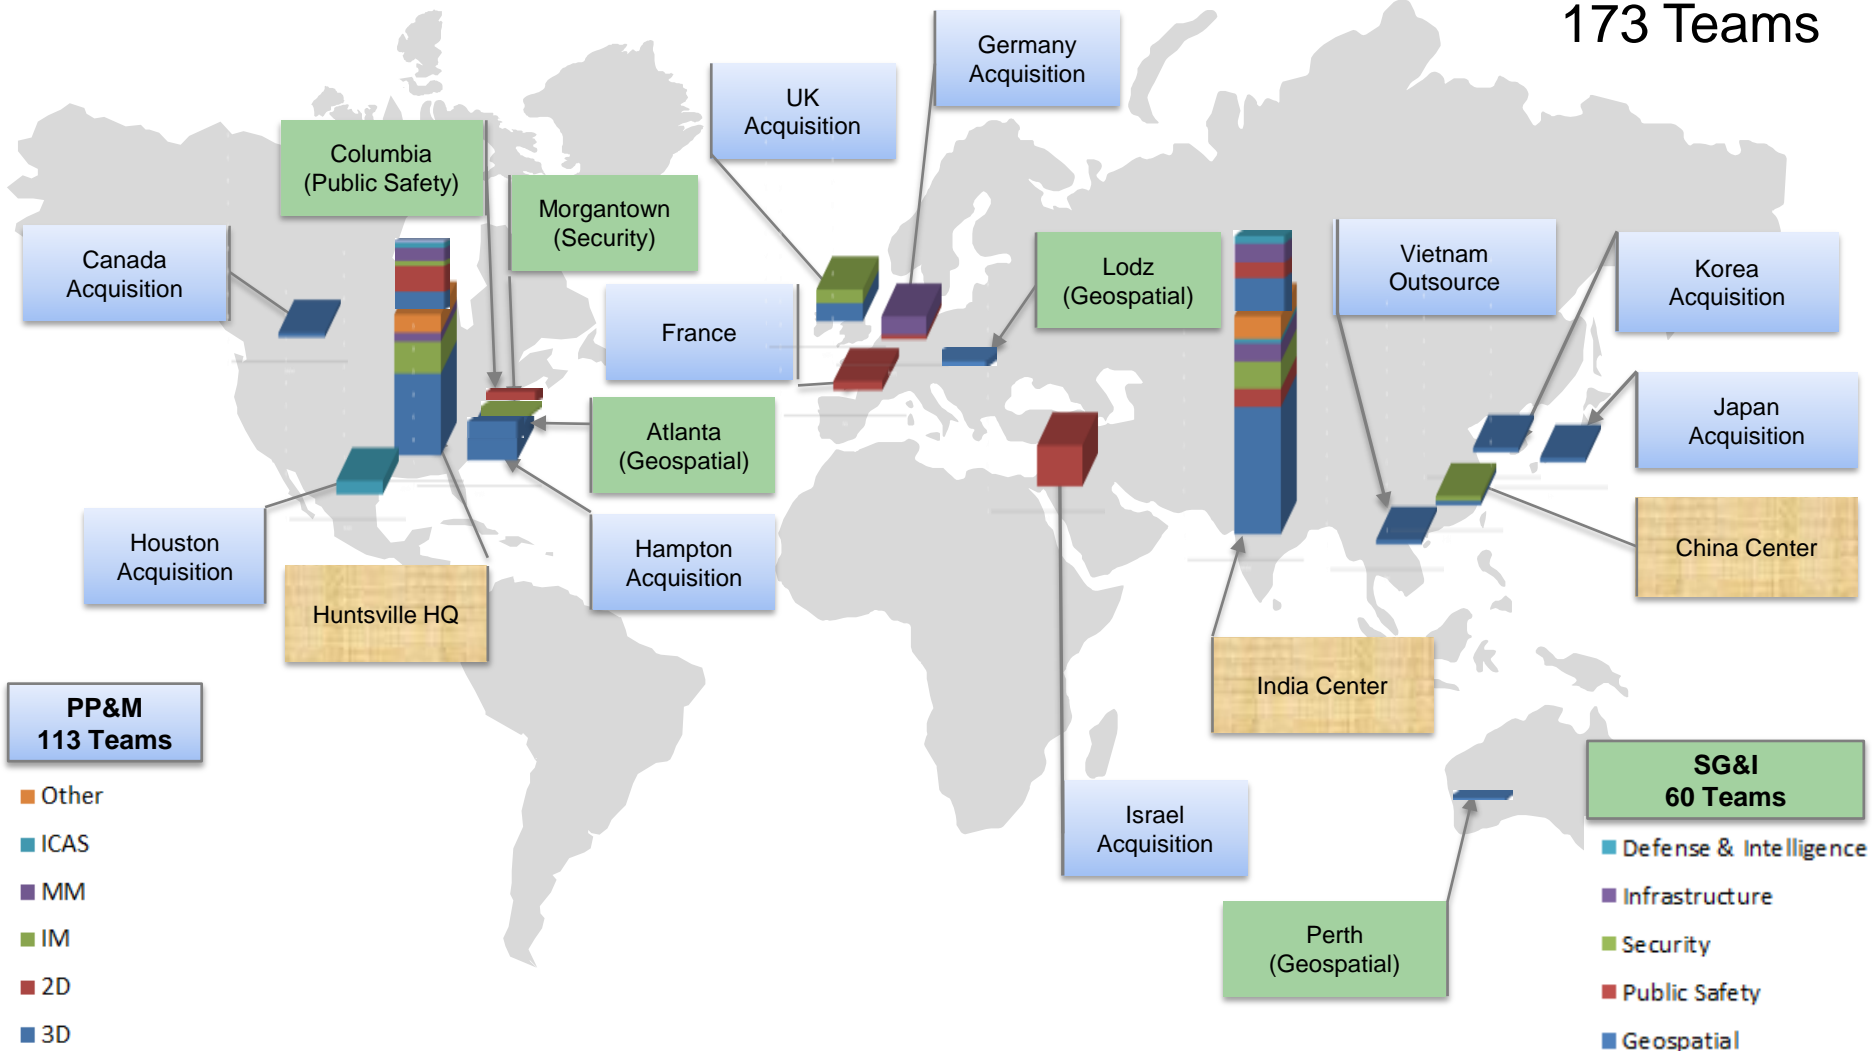 173 Teams
Germany
Acquisition
UK
Acquisition
Columbia
(Public Safety)
Morgantown
(Security)
Canada
Acquisition
France
Lodz
(Geospatial)
Vietnam
Outsource
Korea
Acquisition
Japan
Acquisition
Atlanta
(Geospatial)
Houston
Acquisition
Hampton
Acquisition
China Center
Huntsville HQ
India Center
PP&M
113 Teams
Other
ICAS
MM
IM
2D
3D
Israel
Acquisition
Perth
(Geospatial)
SG&I
60 Teams
Defense & Intelligence
Infrastructure
Security
Public Safety
Geospatial